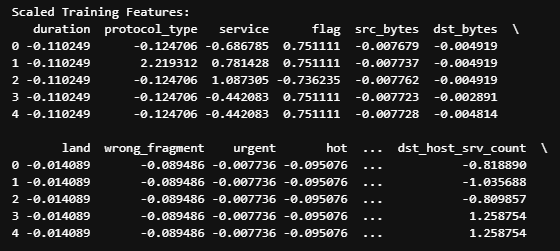 Scaled Training Features:
   duration  protocol_type   service      flag  src_bytes  dst_bytes  \
0 -0.110249      -0.124706 -0.686785  0.751111  -0.007679  -0.004919
1 -0.110249       2.219312  0.781428  0.751111  -0.007737  -0.004919
2 -0.110249      -0.124706  1.087305 -0.736235  -0.007762  -0.004919
3 -0.110249      -0.124706 -0.442083  0.751111  -0.007723  -0.002891
4 -0.110249      -0.124706 -0.442083  0.751111  -0.007728  -0.004814

       land  wrong_fragment    urgent       hot  ...  dst_host_srv_count  \
0 -0.014089       -0.089486 -0.007736 -0.095076  ...           -0.818890
1 -0.014089       -0.089486 -0.007736 -0.095076  ...           -1.035688
2 -0.014089       -0.089486 -0.007736 -0.095076  ...           -0.809857
3 -0.014089       -0.089486 -0.007736 -0.095076  ...            1.258754
4 -0.014089       -0.089486 -0.007736 -0.095076  ...            1.258754